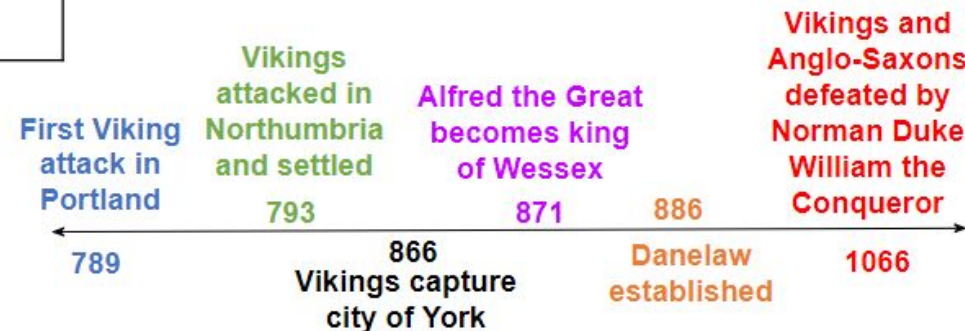 First Viking
attack in
Portland
789
Vikings
attacked in
Northumbria
and settled
793
866
Vikings capture
city of York
Alfred the Great
becomes king
of Wessex
871
886
Danelaw
established
Vikings and
Anglo-Saxons
defeated by
Norman Duke
William the
Conqueror
1066